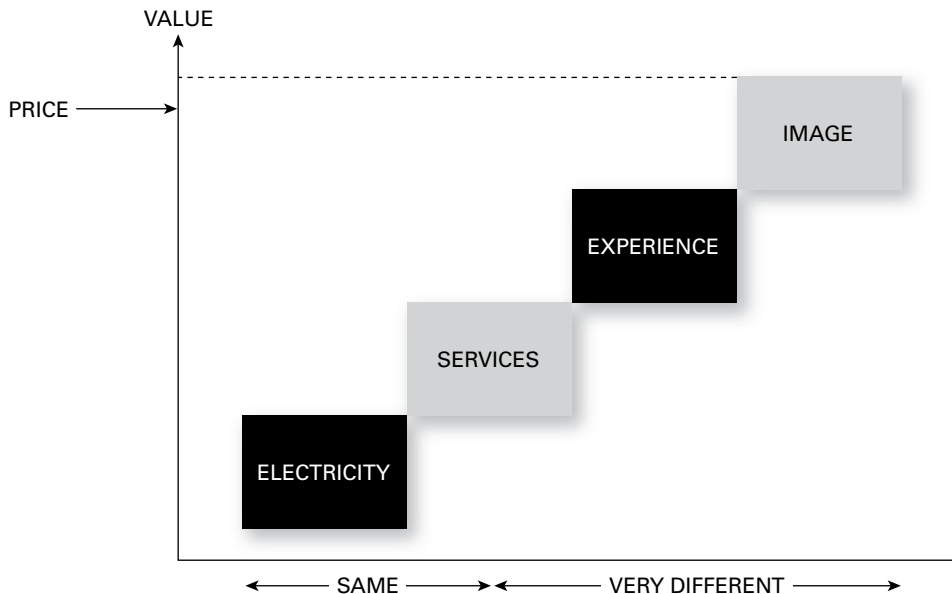 VALUE
PRICE
IMAGE
EXPERIENCE
SERVICES
ELECTRICITY
SAME
VERY DIFFERENT